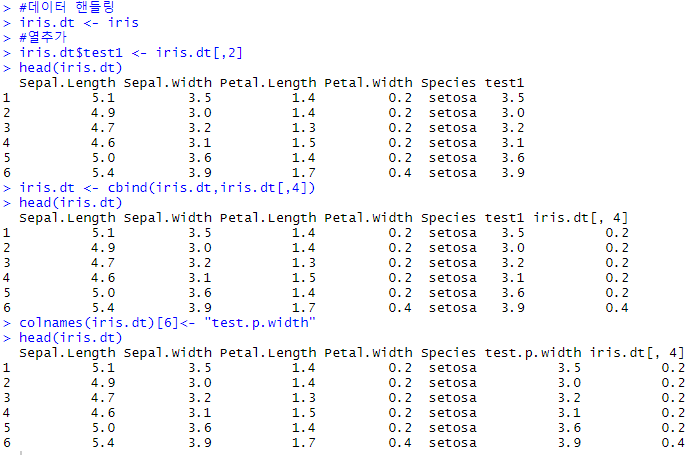 > #데이터 핸들링
> iris.dt <- iris
> #열추가
> iris.dt$test1 <- iris.dt[,2]
> head(iris.dt)
  Sepal.Length Sepal.Width Petal.Length Petal.Width Species test1
1          5.1         3.5          1.4         0.2  setosa   3.5
2          4.9         3.0          1.4         0.2  setosa   3.0
3          4.7         3.2          1.3         0.2  setosa   3.2
4          4.6         3.1          1.5         0.2  setosa   3.1
5          5.0         3.6          1.4         0.2  setosa   3.6
6          5.4         3.9          1.7         0.4  setosa   3.9
> iris.dt <- cbind(iris.dt,iris.dt[,4])
> head(iris.dt)
  Sepal.Length Sepal.Width Petal.Length Petal.Width Species test1 iris.dt[, 4]
1          5.1         3.5          1.4         0.2  setosa   3.5          0.2
2          4.9         3.0          1.4         0.2  setosa   3.0          0.2
3          4.7         3.2          1.3         0.2  setosa   3.2          0.2
4          4.6         3.1          1.5         0.2  setosa   3.1          0.2
5          5.0         3.6          1.4         0.2  setosa   3.6          0.2
6          5.4         3.9          1.7         0.4  setosa   3.9          0.4
> colnames(iris.dt)[6]<- "test.p.width"
> head(iris.dt)
  Sepal.Length Sepal.Width Petal.Length Petal.Width Species test.p.width iris.dt[, 4]
1          5.1         3.5          1.4         0.2  setosa          3.5          0.2
2          4.9         3.0          1.4         0.2  setosa          3.0          0.2
3          4.7         3.2          1.3         0.2  setosa          3.2          0.2
4          4.6         3.1          1.5         0.2  setosa          3.1          0.2
5          5.0         3.6          1.4         0.2  setosa          3.6          0.2
6          5.4         3.9          1.7         0.4  setosa          3.9          0.4